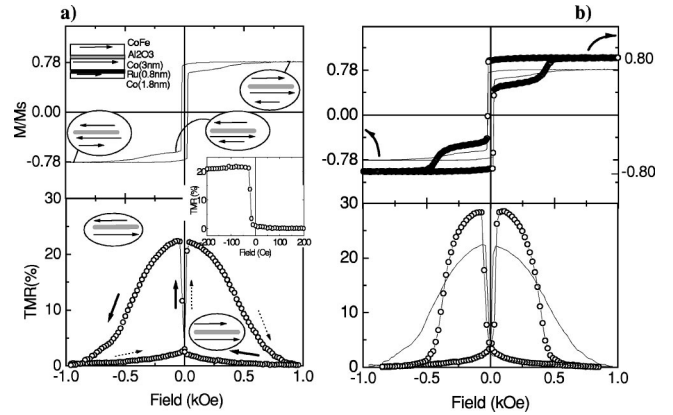 a)
b)
CoFe
Al2O3
Co(3nm)
Ru(0.8nm)
Co(1.8nm)
M/Ms
0.78
0.00
-0.78
0.78
0.00
-0.78
0.80
-0.80
TMR (%)
20
10
0
-200 -100 0 100 200
Field (Oe)
TMR(%)
30
20
10
0
30
20
10
0
-1.0 -0.5 0.0 0.5 1.0
-1.0 -0.5 0.0 0.5 1.0
Field (kOe)
Field (kOe)